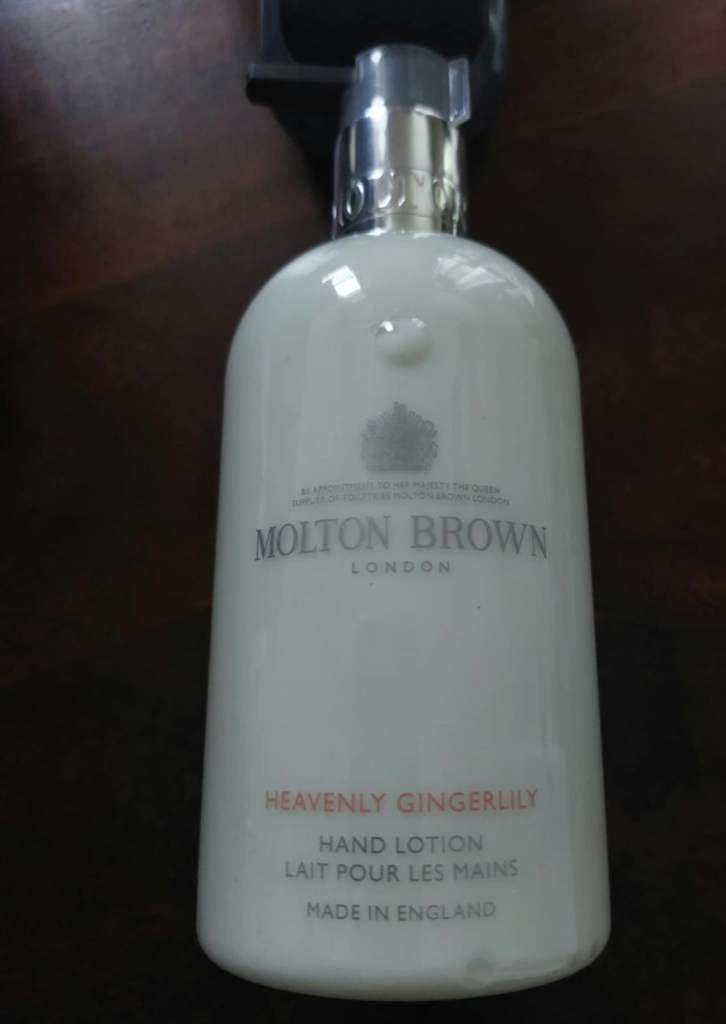 BY APPOINTMENT TO HER MAJESTY THE QUEEN
SUPPLIER OF TOILETRIES MOLTON BROWN LONDON
MOLTON BROWN
LONDON
HEAVENLY GINGERLILY
HAND LOTION
LAIT POUR LES MAINS
MADE IN ENGLAND